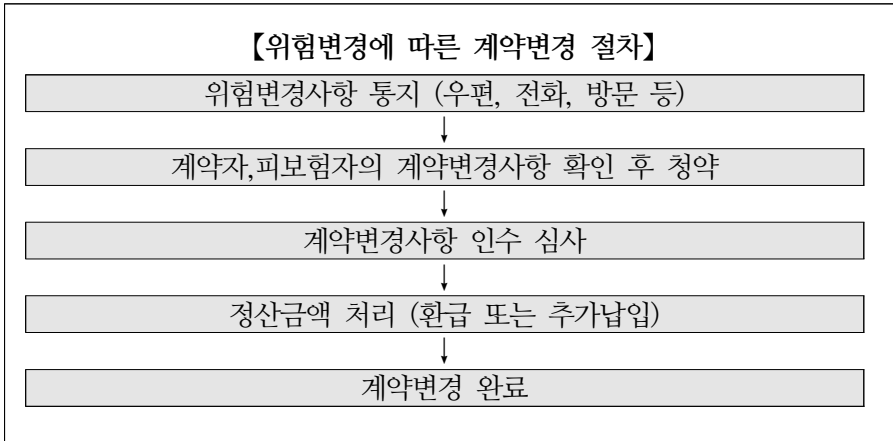 【위험변경에 따른 계약변경 절차】
위험변경사항 통지 (우편, 전화, 방문 등)
계약자,피보험자의 계약변경사항 확인 후 청약
계약변경사항 인수 심사
정산금액 처리 (환급 또는 추가납입)
계약변경 완료